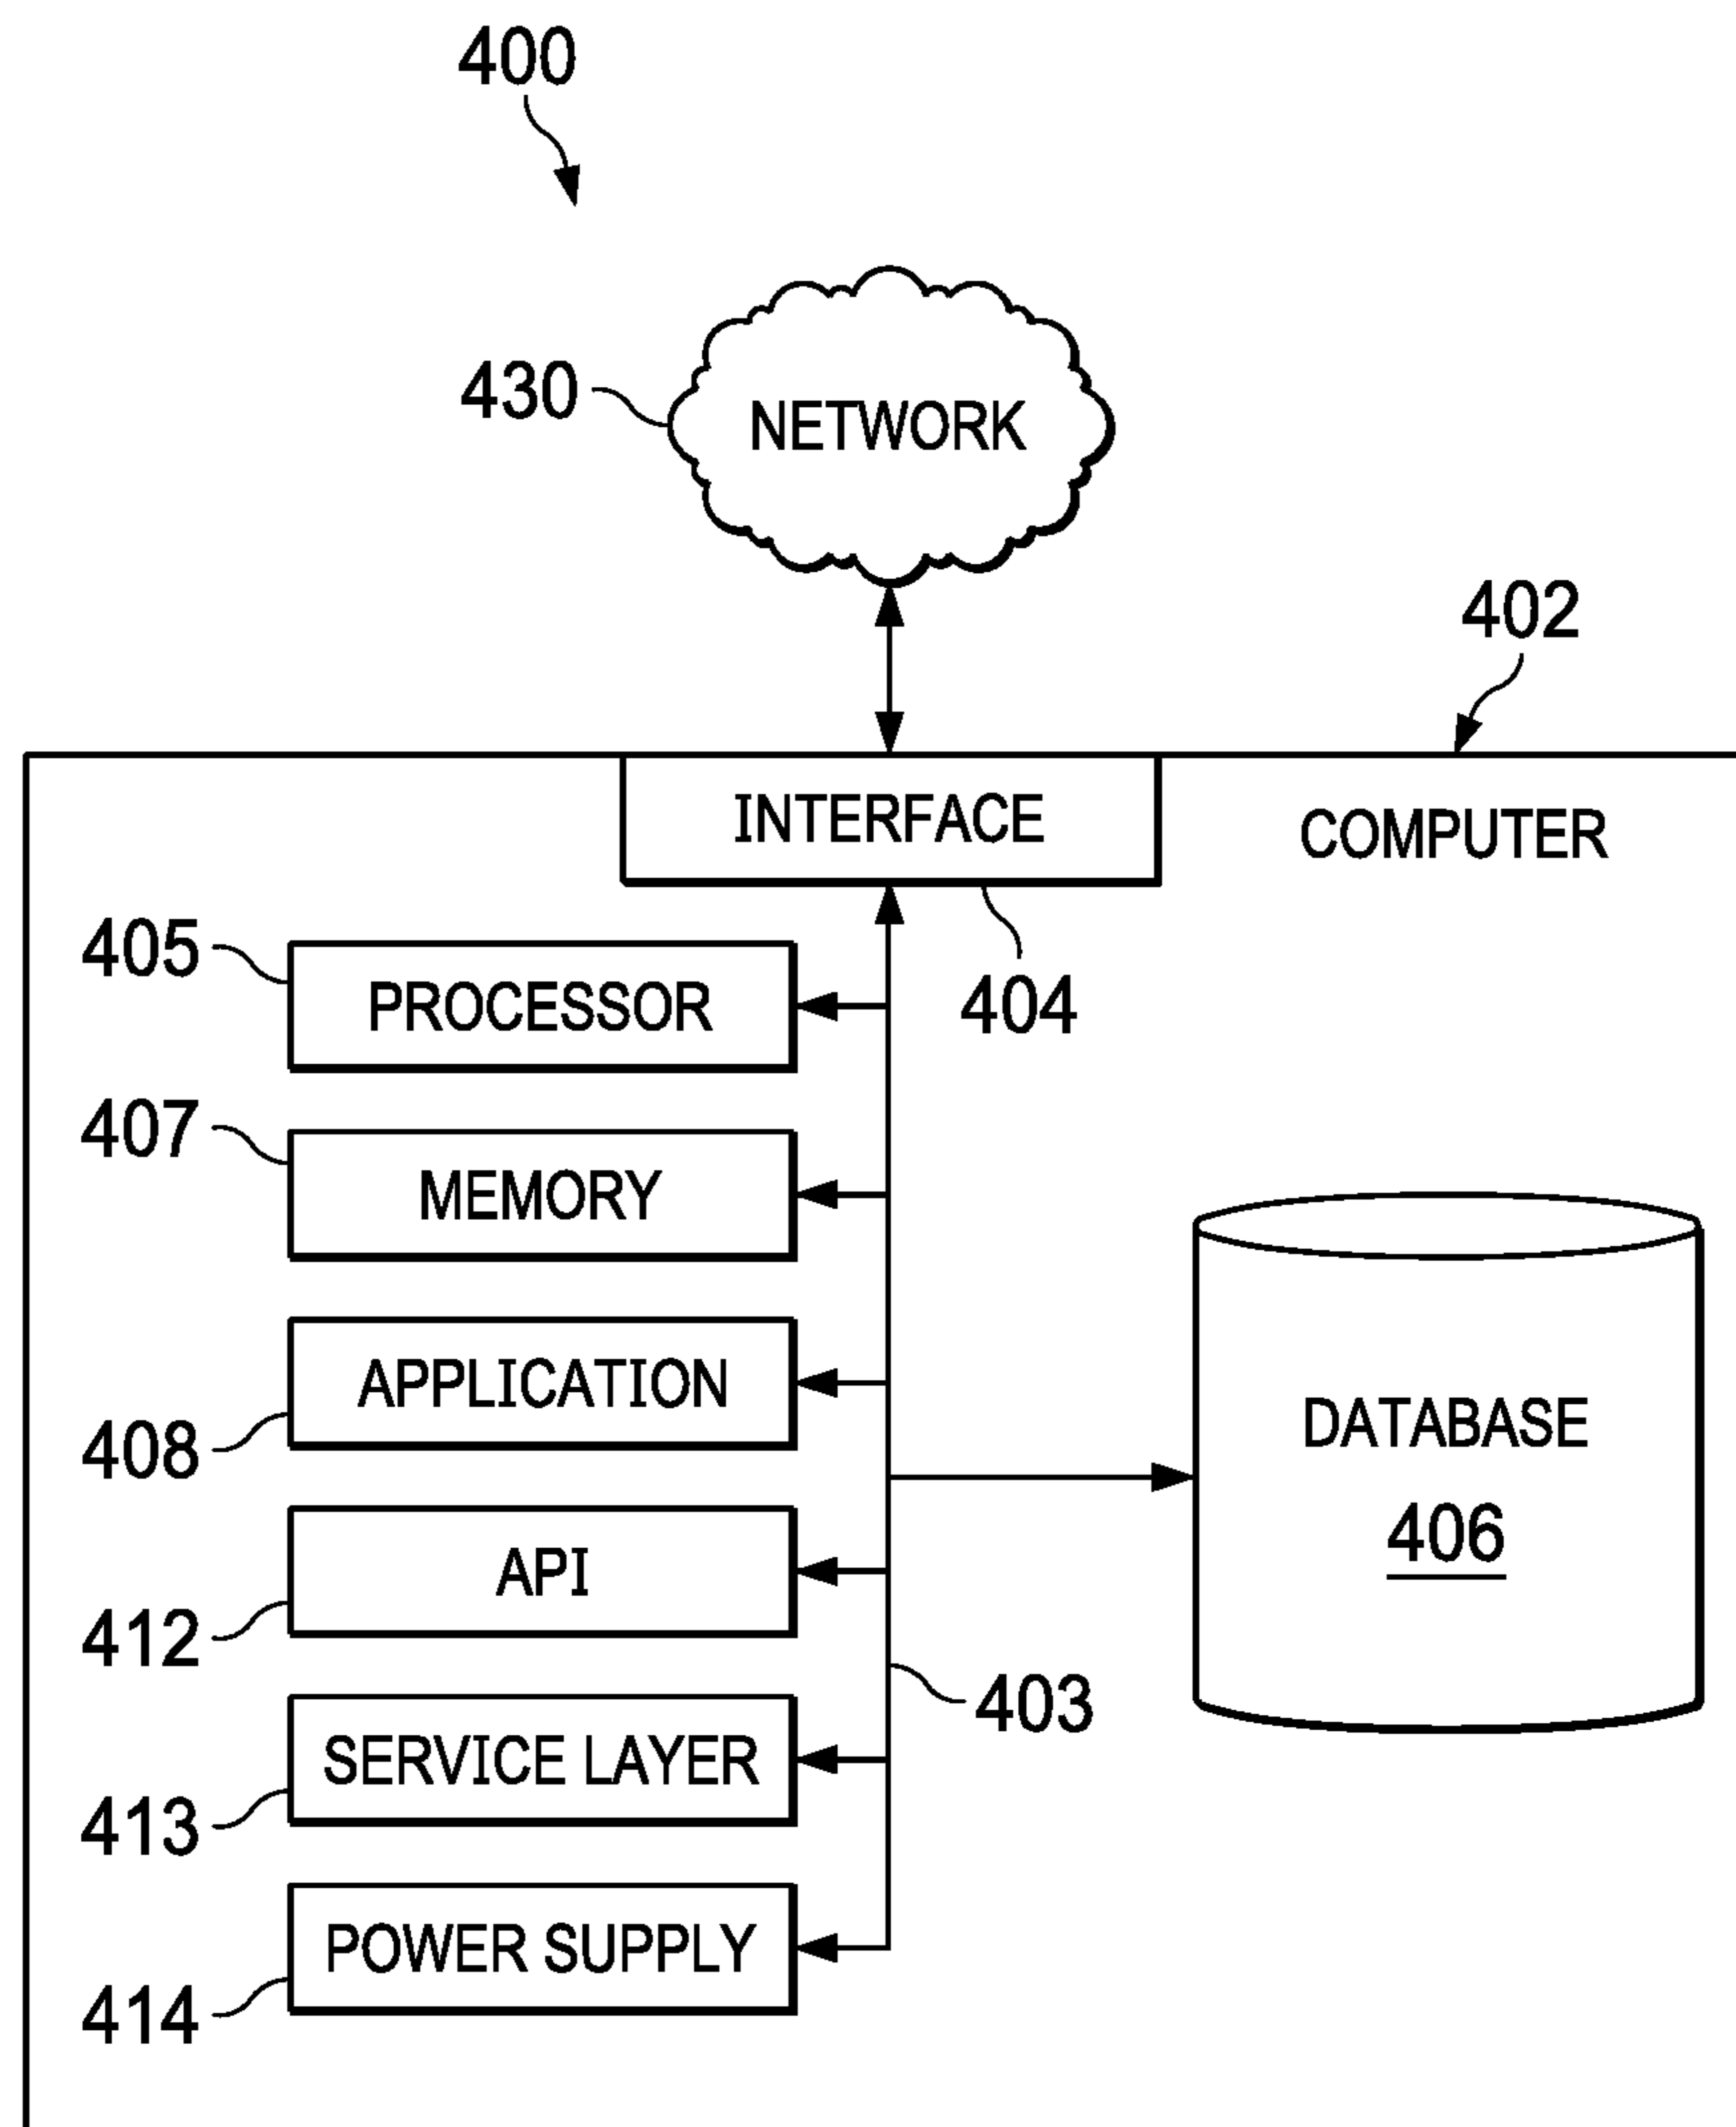 400
430
NETWORK
402
INTERFACE
COMPUTER
405
PROCESSOR
404
407
MEMORY
APPLICATION
408
DATABASE
406
API
412
403
SERVICE LAYER
413
POWER SUPPLY
414